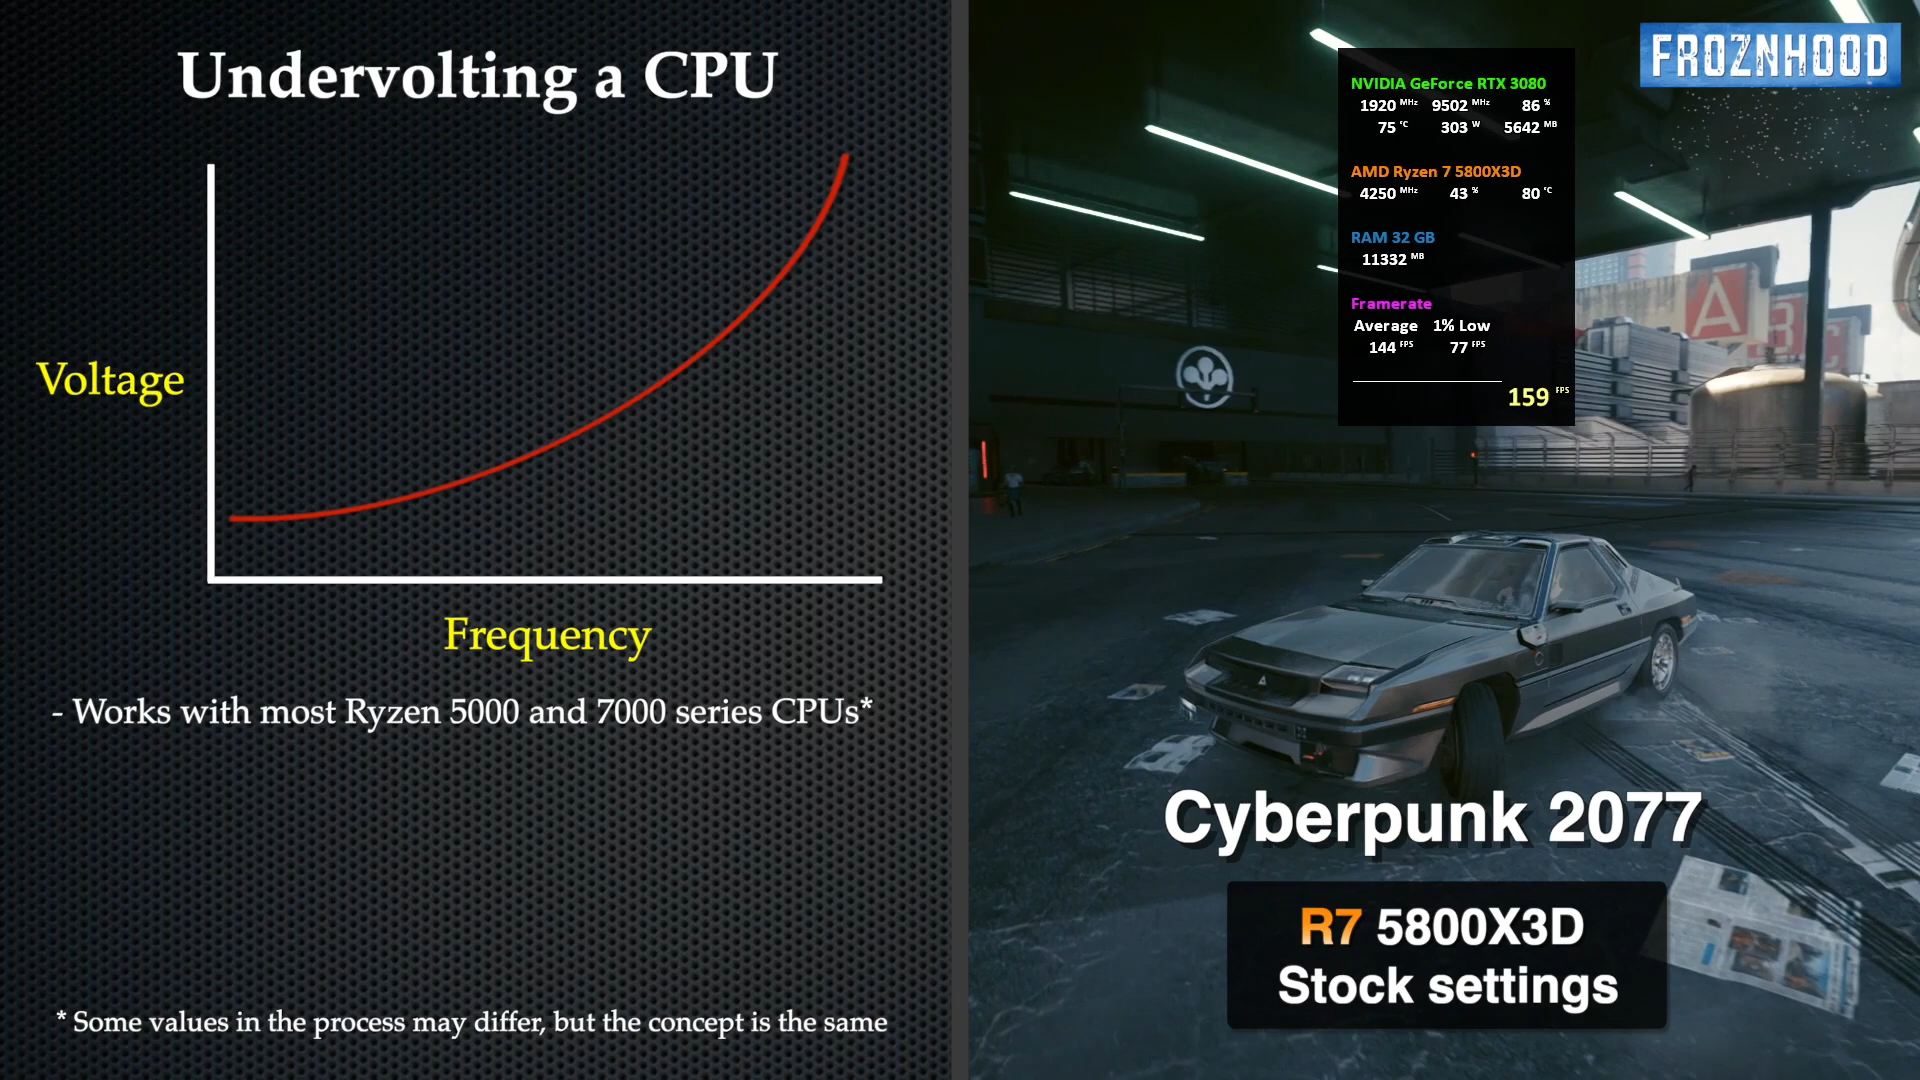 Undervolting a CPU
Voltage
Frequency
- Works with most Ryzen 5000 and 7000 series CPUs*
* Some values in the process may differ, but the concept is the same
FROZNHOOD
NVIDIA GeForce RTX 3080
1920 MHz 9502 MHz 86 %
75 °C 303 W 5642 MB
AMD Ryzen 7 5800X3D
4250 MHz 43 % 80 °C
RAM 32 GB
11332 MB
Framerate
Average 1% Low
144 FPS 77 FPS
159 FPS
A
B
C
Cyberpunk 2077
R7 5800X3D
Stock settings